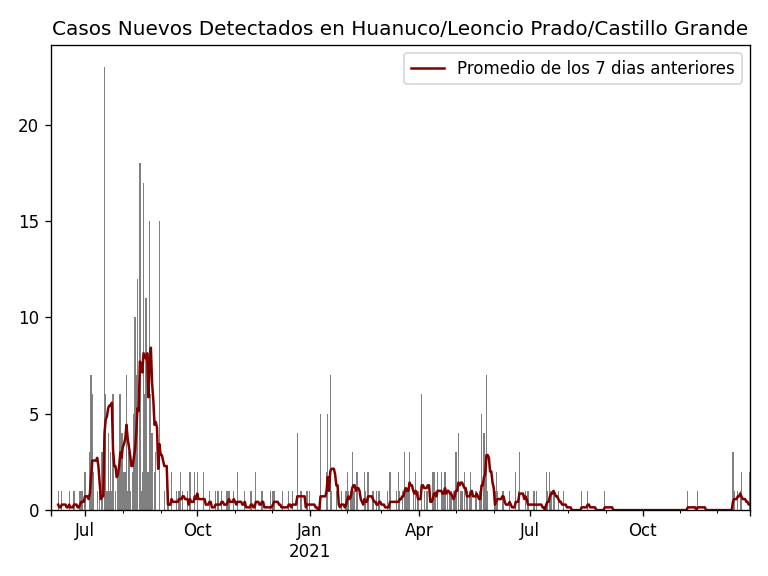 Casos Nuevos Detectados en Huanuco/Leoncio Prado/Castillo Grande
Promedio de los 7 dias anteriores
20
15
10
5
0
Jul Oct Jan Apr Jul Oct
2021